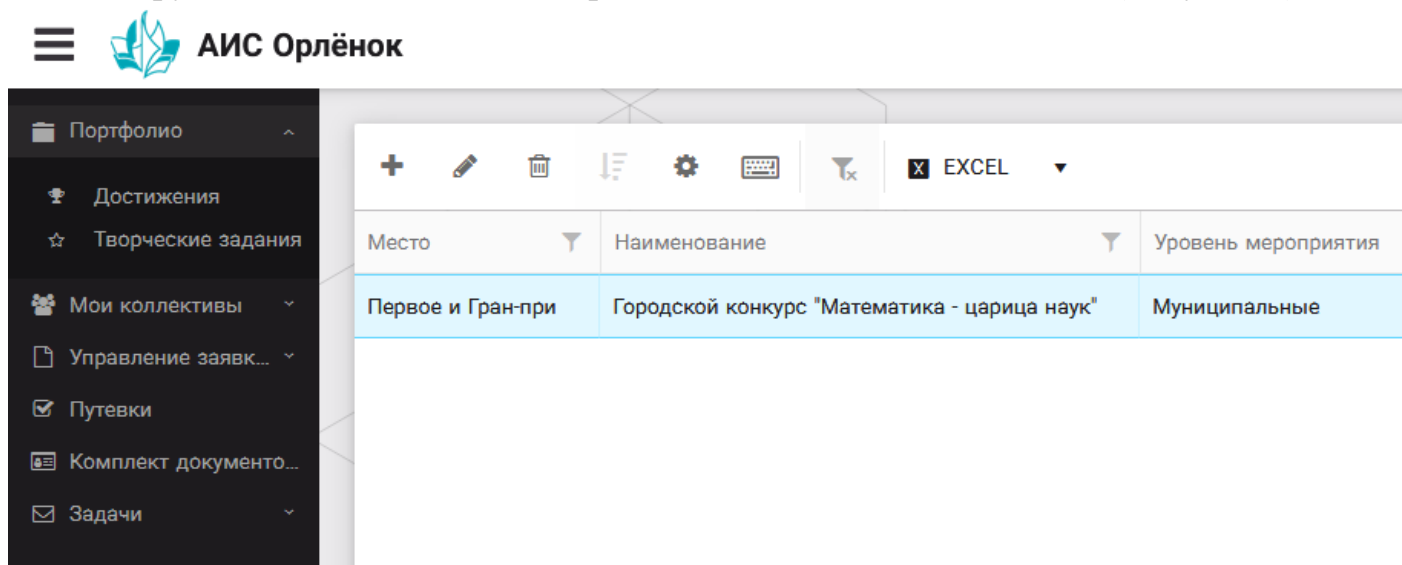 АИС Орлёнок
Портфолио
Достижения
Творческие задания
Мои коллективы
Управление заявк...
Путевки
Комплект документо...
Задачи
EXCEL
Место Наименование Уровень мероприятия
Первое и Гран-при Городской конкурс "Математика - царица наук" Муниципальные